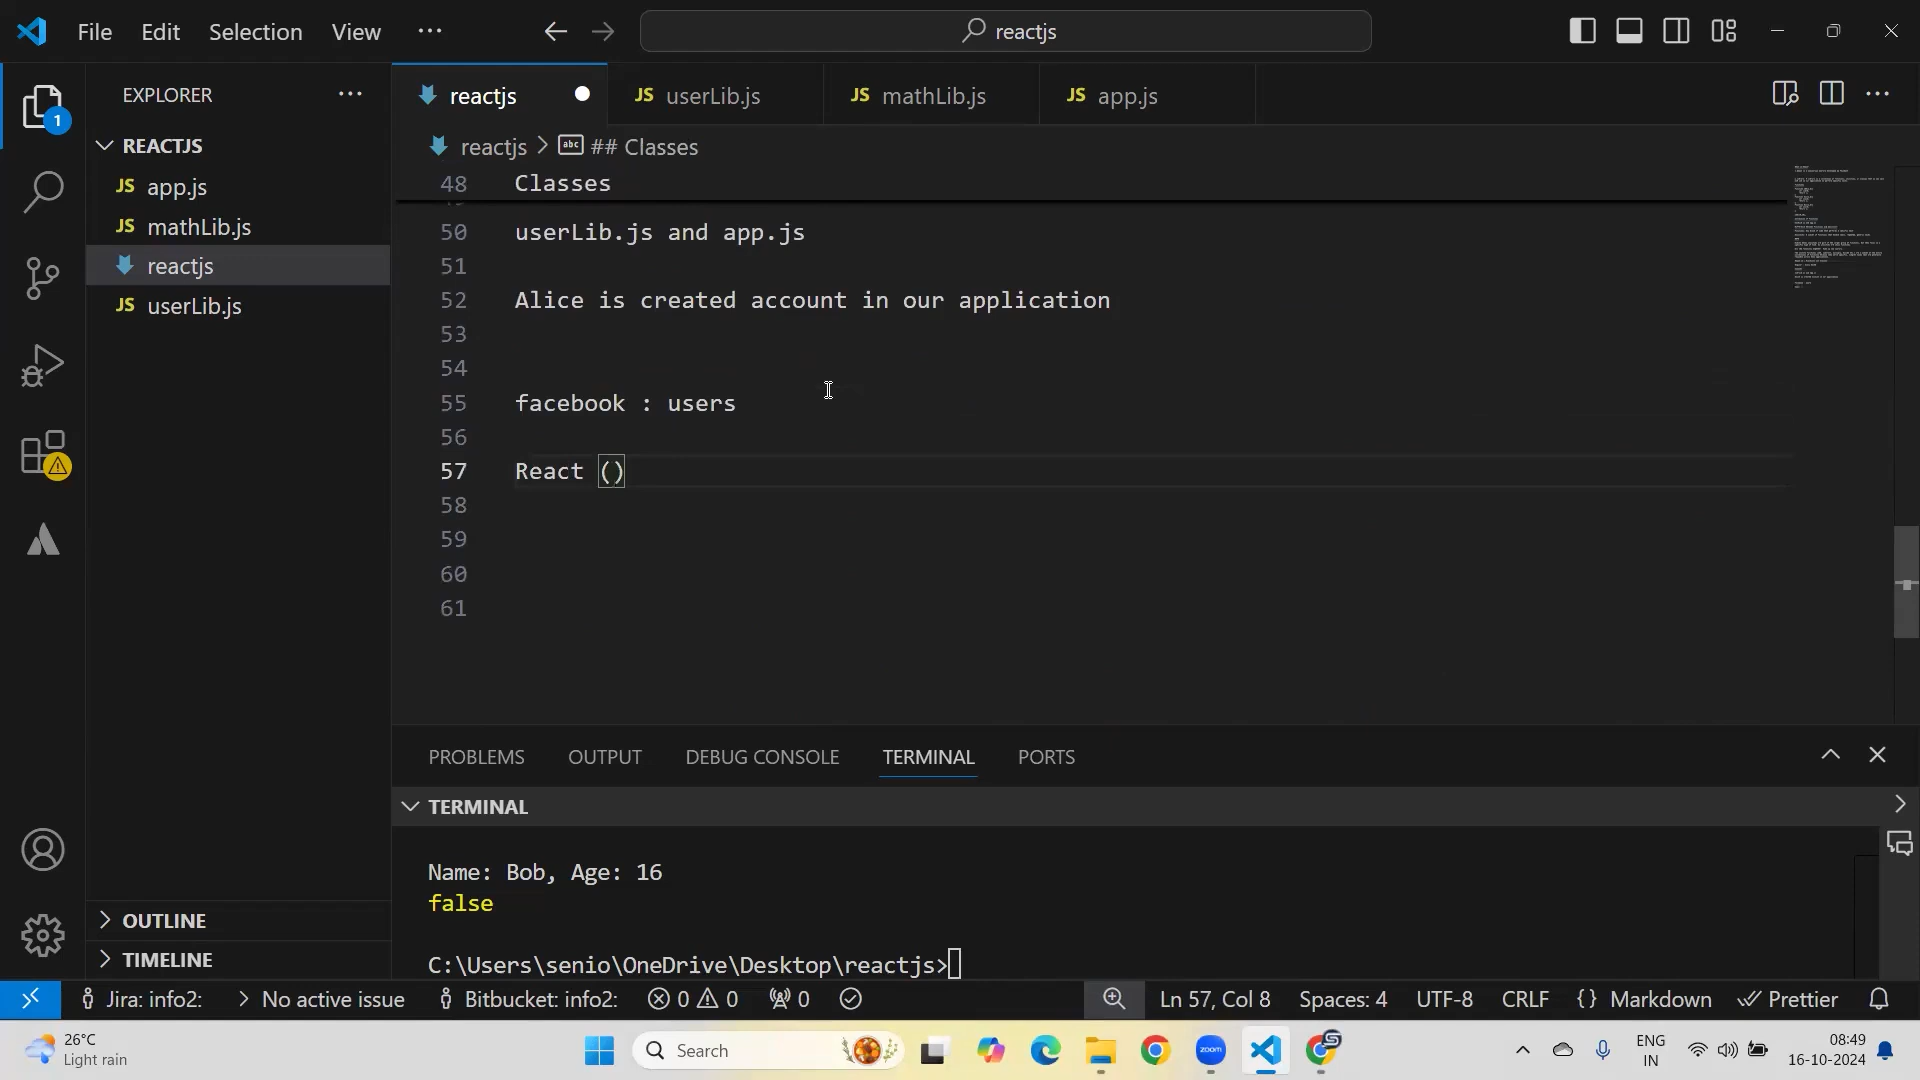 File Edit Selection View ··· reactjs
EXPLORER ···
reactjs userLib.js mathLib.js app.js
REACTJS
JS app.js
JS mathLib.js
reactjs
JS userLib.js
reactjs > ## Classes
48 Classes
50 userLib.js and app.js
51
52 Alice is created account in our application
53
54
55 facebook : users
56
57 React ()
58
59
60
61
PROBLEMS OUTPUT DEBUG CONSOLE TERMINAL PORTS
TERMINAL
Name: Bob, Age: 16
false
C:\Users\senio\OneDrive\Desktop\reactjs>
OUTLINE
TIMELINE
Jira: info2: > No active issue Bitbucket: info2: 0 0 0 Ln 57, Col 8 Spaces: 4 UTF-8 CRLF {} Markdown Prettier
26°C
Light rain
Search
zoom
ENG
IN
08:49
16-10-2024